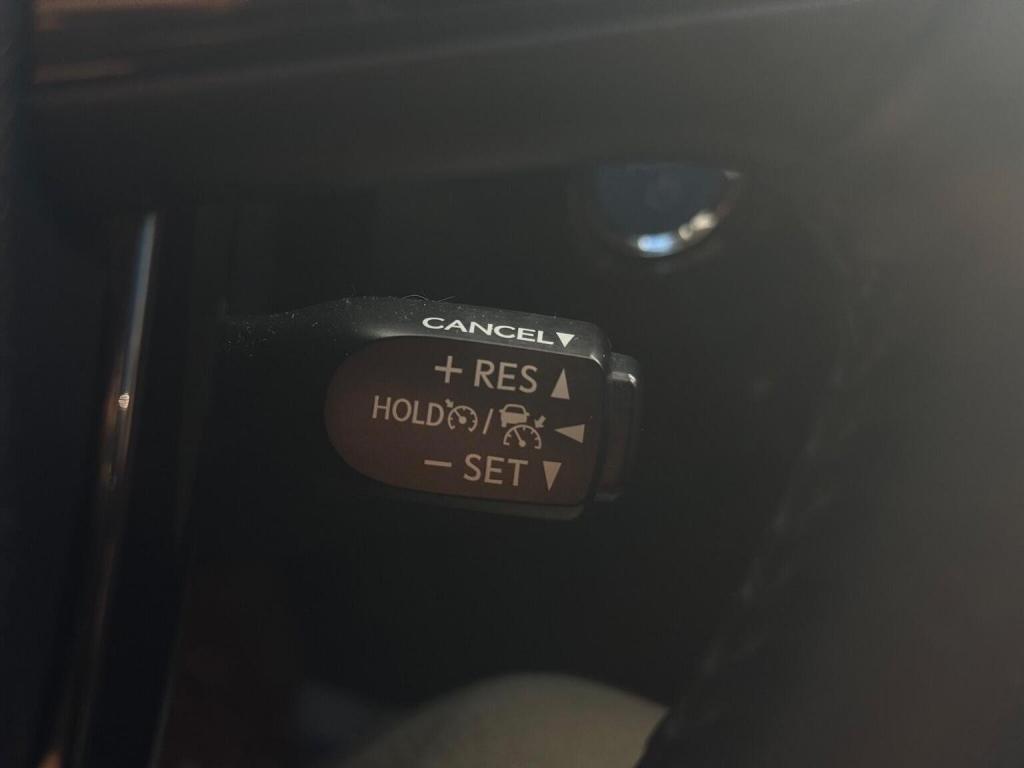 CANCEL▼
+ RES ▲
HOLD / ◀
− SET ▼